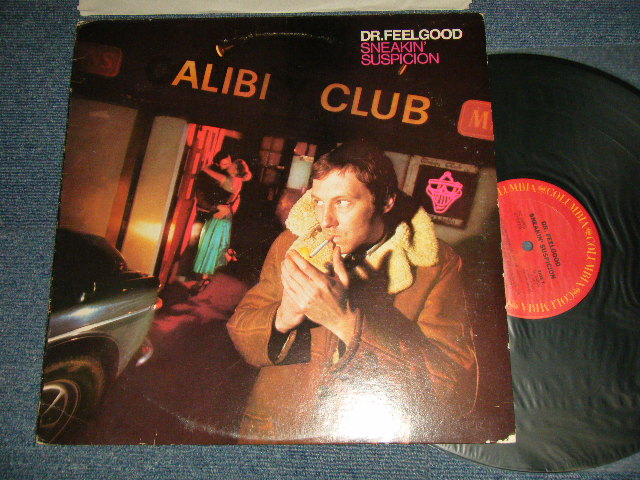 DR.FEELGOOD
SNEAKIN'
SUSPICION
ALIBI CLUB
COLUMBIA
COLUMBIA
DR. FEELGOOD
SNEAKIN' SUSPICION